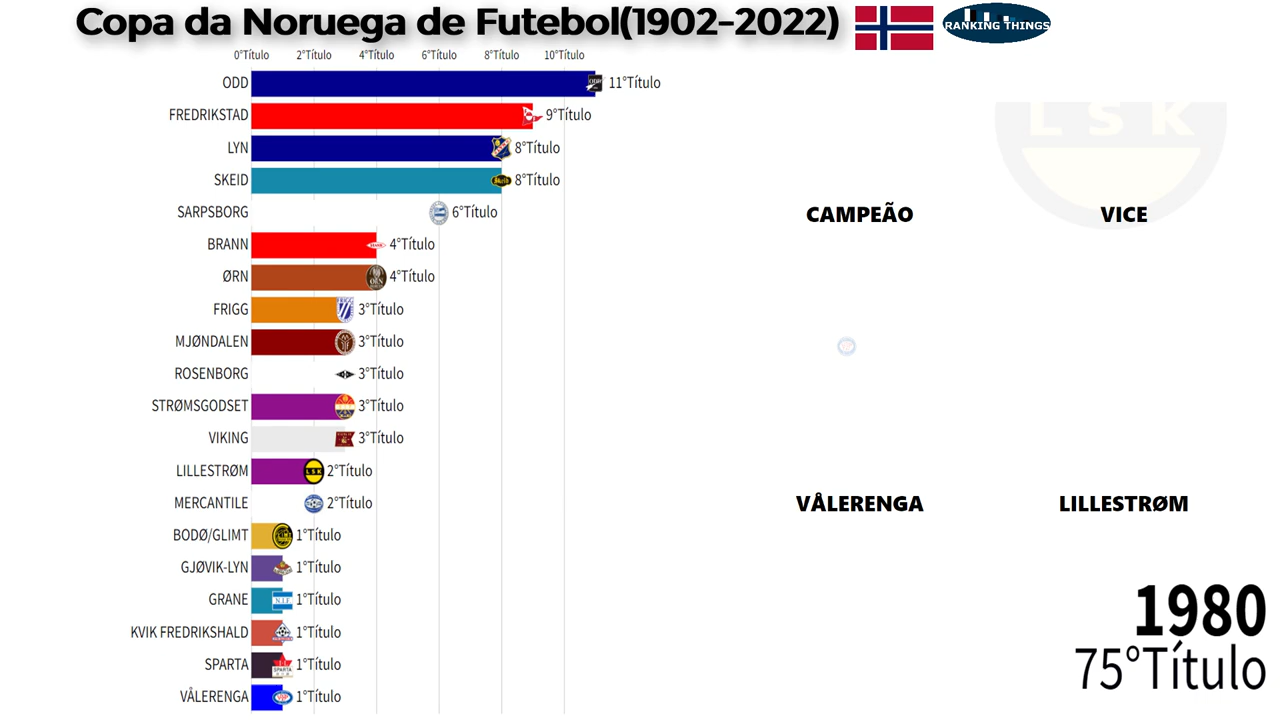 Copa da Noruega de Futebol(1902–2022)
RANKING THINGS
0°Título 2°Título 4°Título 6°Título 8°Título 10°Título
ODD 11°Título
FREDRIKSTAD 9°Título
LYN 8°Título
SKEID 8°Título
SARPSBORG 6°Título
BRANN 4°Título
ØRN 4°Título
FRIGG 3°Título
MJØNDALEN 3°Título
ROSENBORG 3°Título
STRØMSGODSET 3°Título
VIKING 3°Título
LILLESTRØM LSK 2°Título
MERCANTILE 2°Título
BODØ/GLIMT 1°Título
GJØVIK-LYN 1°Título
GRANE N.I.F 1°Título
KVIK FREDRIKSHALD 1°Título
SPARTA SPARTA 1°Título
VÅLERENGA 1°Título
LSK
CAMPEÃO VICE
VÅLERENGA LILLESTRØM
1980
75°Título